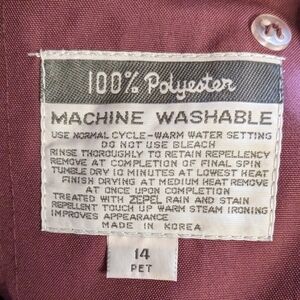 100% Polyester
MACHINE WASHABLE
USE NORMAL CYCLE-WARM WATER SETTING
DO NOT USE BLEACH
RINSE THOROUGHLY TO RETAIN REPELLENCY
REMOVE AT COMPLETION OF FINAL SPIN
TUMBLE DRY 10 MINUTES AT LOWEST HEAT
FINISH DRYING AT MEDIUM HEAT REMOVE
AT ONCE UPON COMPLETION
TREATED WITH ZEPEL RAIN AND STAIN
REPELLENT TOUCH UP WARM STEAM IRONING
IMPROVES APPEARANCE
MADE IN KOREA
14
PET